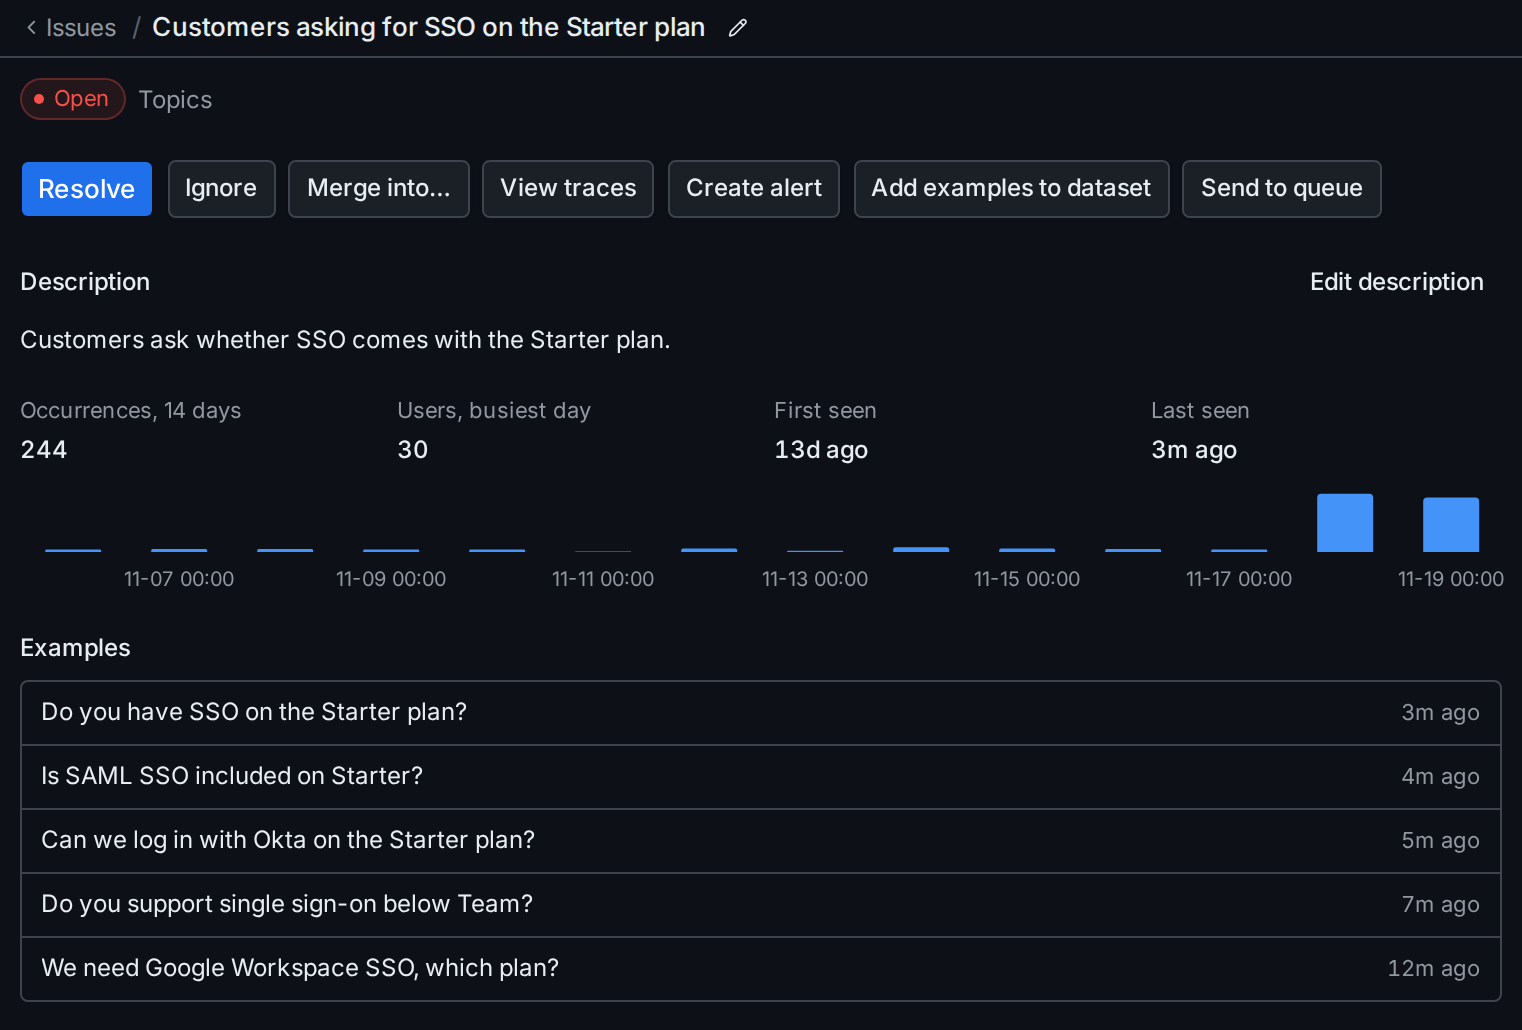 Issues / Customers asking for SSO on the Starter plan
Open Topics
Resolve Ignore Merge into... View traces Create alert Add examples to dataset Send to queue
Description Edit description
Customers ask whether SSO comes with the Starter plan.
Occurrences, 14 days Users, busiest day First seen Last seen
244 30 13d ago 3m ago
11-07 00:00 11-09 00:00 11-11 00:00 11-13 00:00 11-15 00:00 11-17 00:00 11-19 00:00
Examples
Do you have SSO on the Starter plan? 3m ago
Is SAML SSO included on Starter? 4m ago
Can we log in with Okta on the Starter plan? 5m ago
Do you support single sign-on below Team? 7m ago
We need Google Workspace SSO, which plan? 12m ago